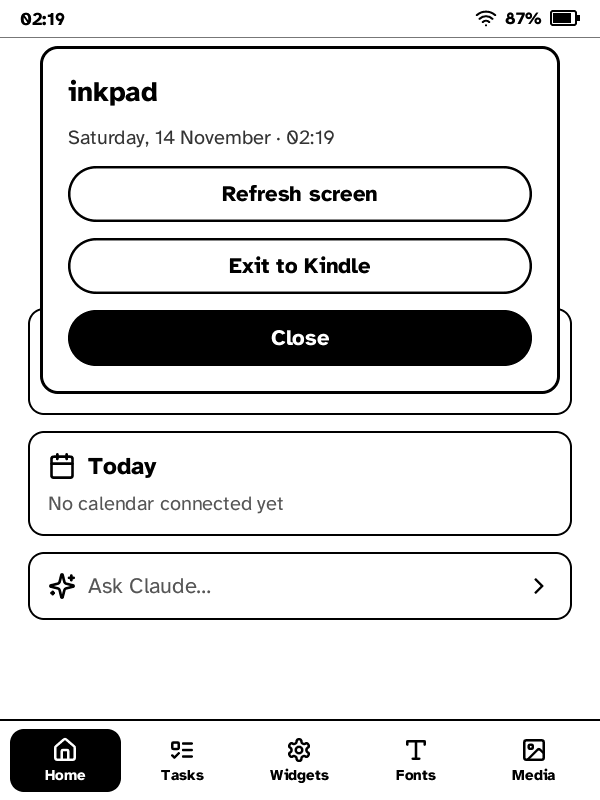 02:19
87%
inkpad
Saturday, 14 November · 02:19
Refresh screen
Exit to Kindle
Close
Today
No calendar connected yet
Ask Claude...
Home
Tasks
Widgets
Fonts
Media